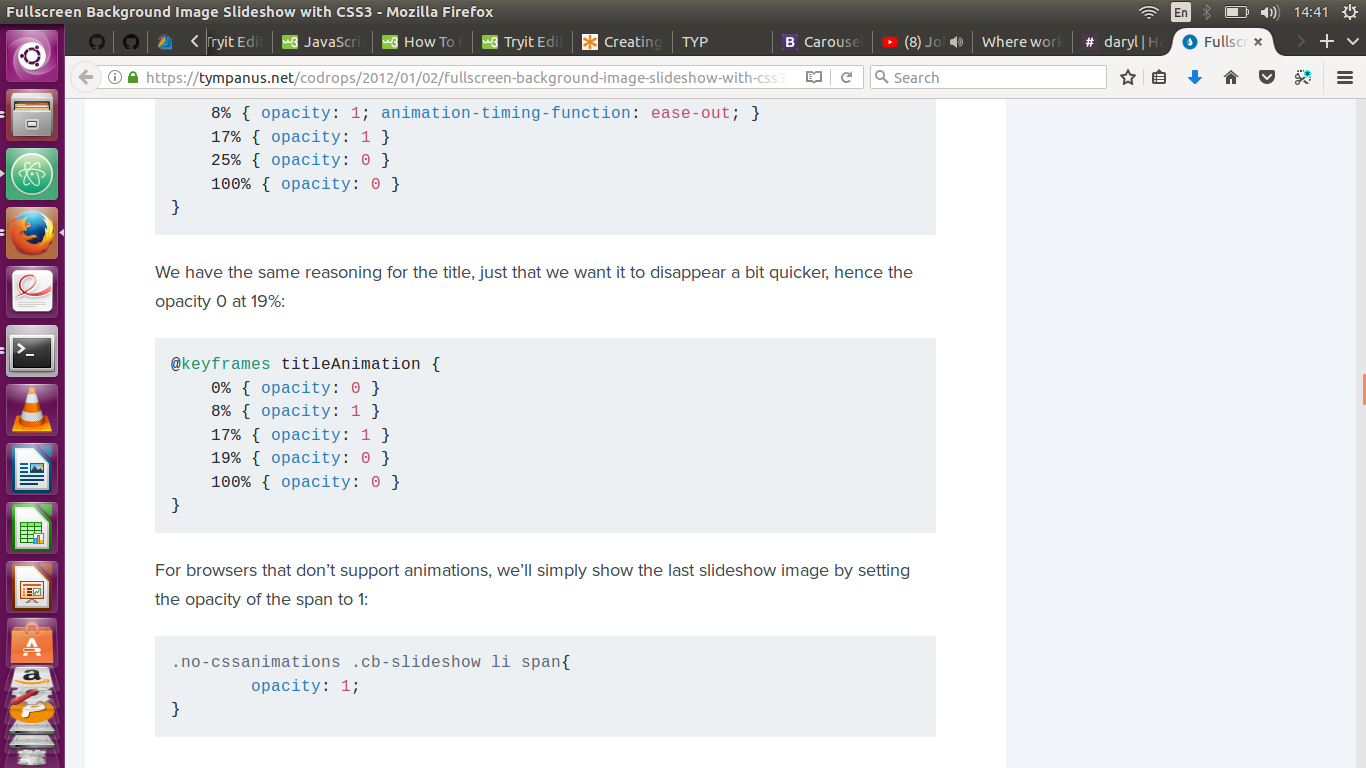 Fullscreen Background Image Slideshow with CSS3 - Mozilla Firefox
En
14:41
Tryit Edi
JavaScri
How To
Tryit Edi
Creating
TYP
B Carouse
(8) Jo
Where wor
# daryl | H
Fullsc
https://tympanus.net/codrops/2012/01/02/fullscreen-background-image-slideshow-with-css3
Search
8% { opacity: 1; animation-timing-function: ease-out; }
17% { opacity: 1 }
25% { opacity: 0 }
100% { opacity: 0 }
}
We have the same reasoning for the title, just that we want it to disappear a bit quicker, hence the
opacity 0 at 19%:
@keyframes titleAnimation {
0% { opacity: 0 }
8% { opacity: 1 }
17% { opacity: 1 }
19% { opacity: 0 }
100% { opacity: 0 }
}
For browsers that don’t support animations, we’ll simply show the last slideshow image by setting
the opacity of the span to 1:
.no-cssanimations .cb-slideshow li span{
opacity: 1;
}